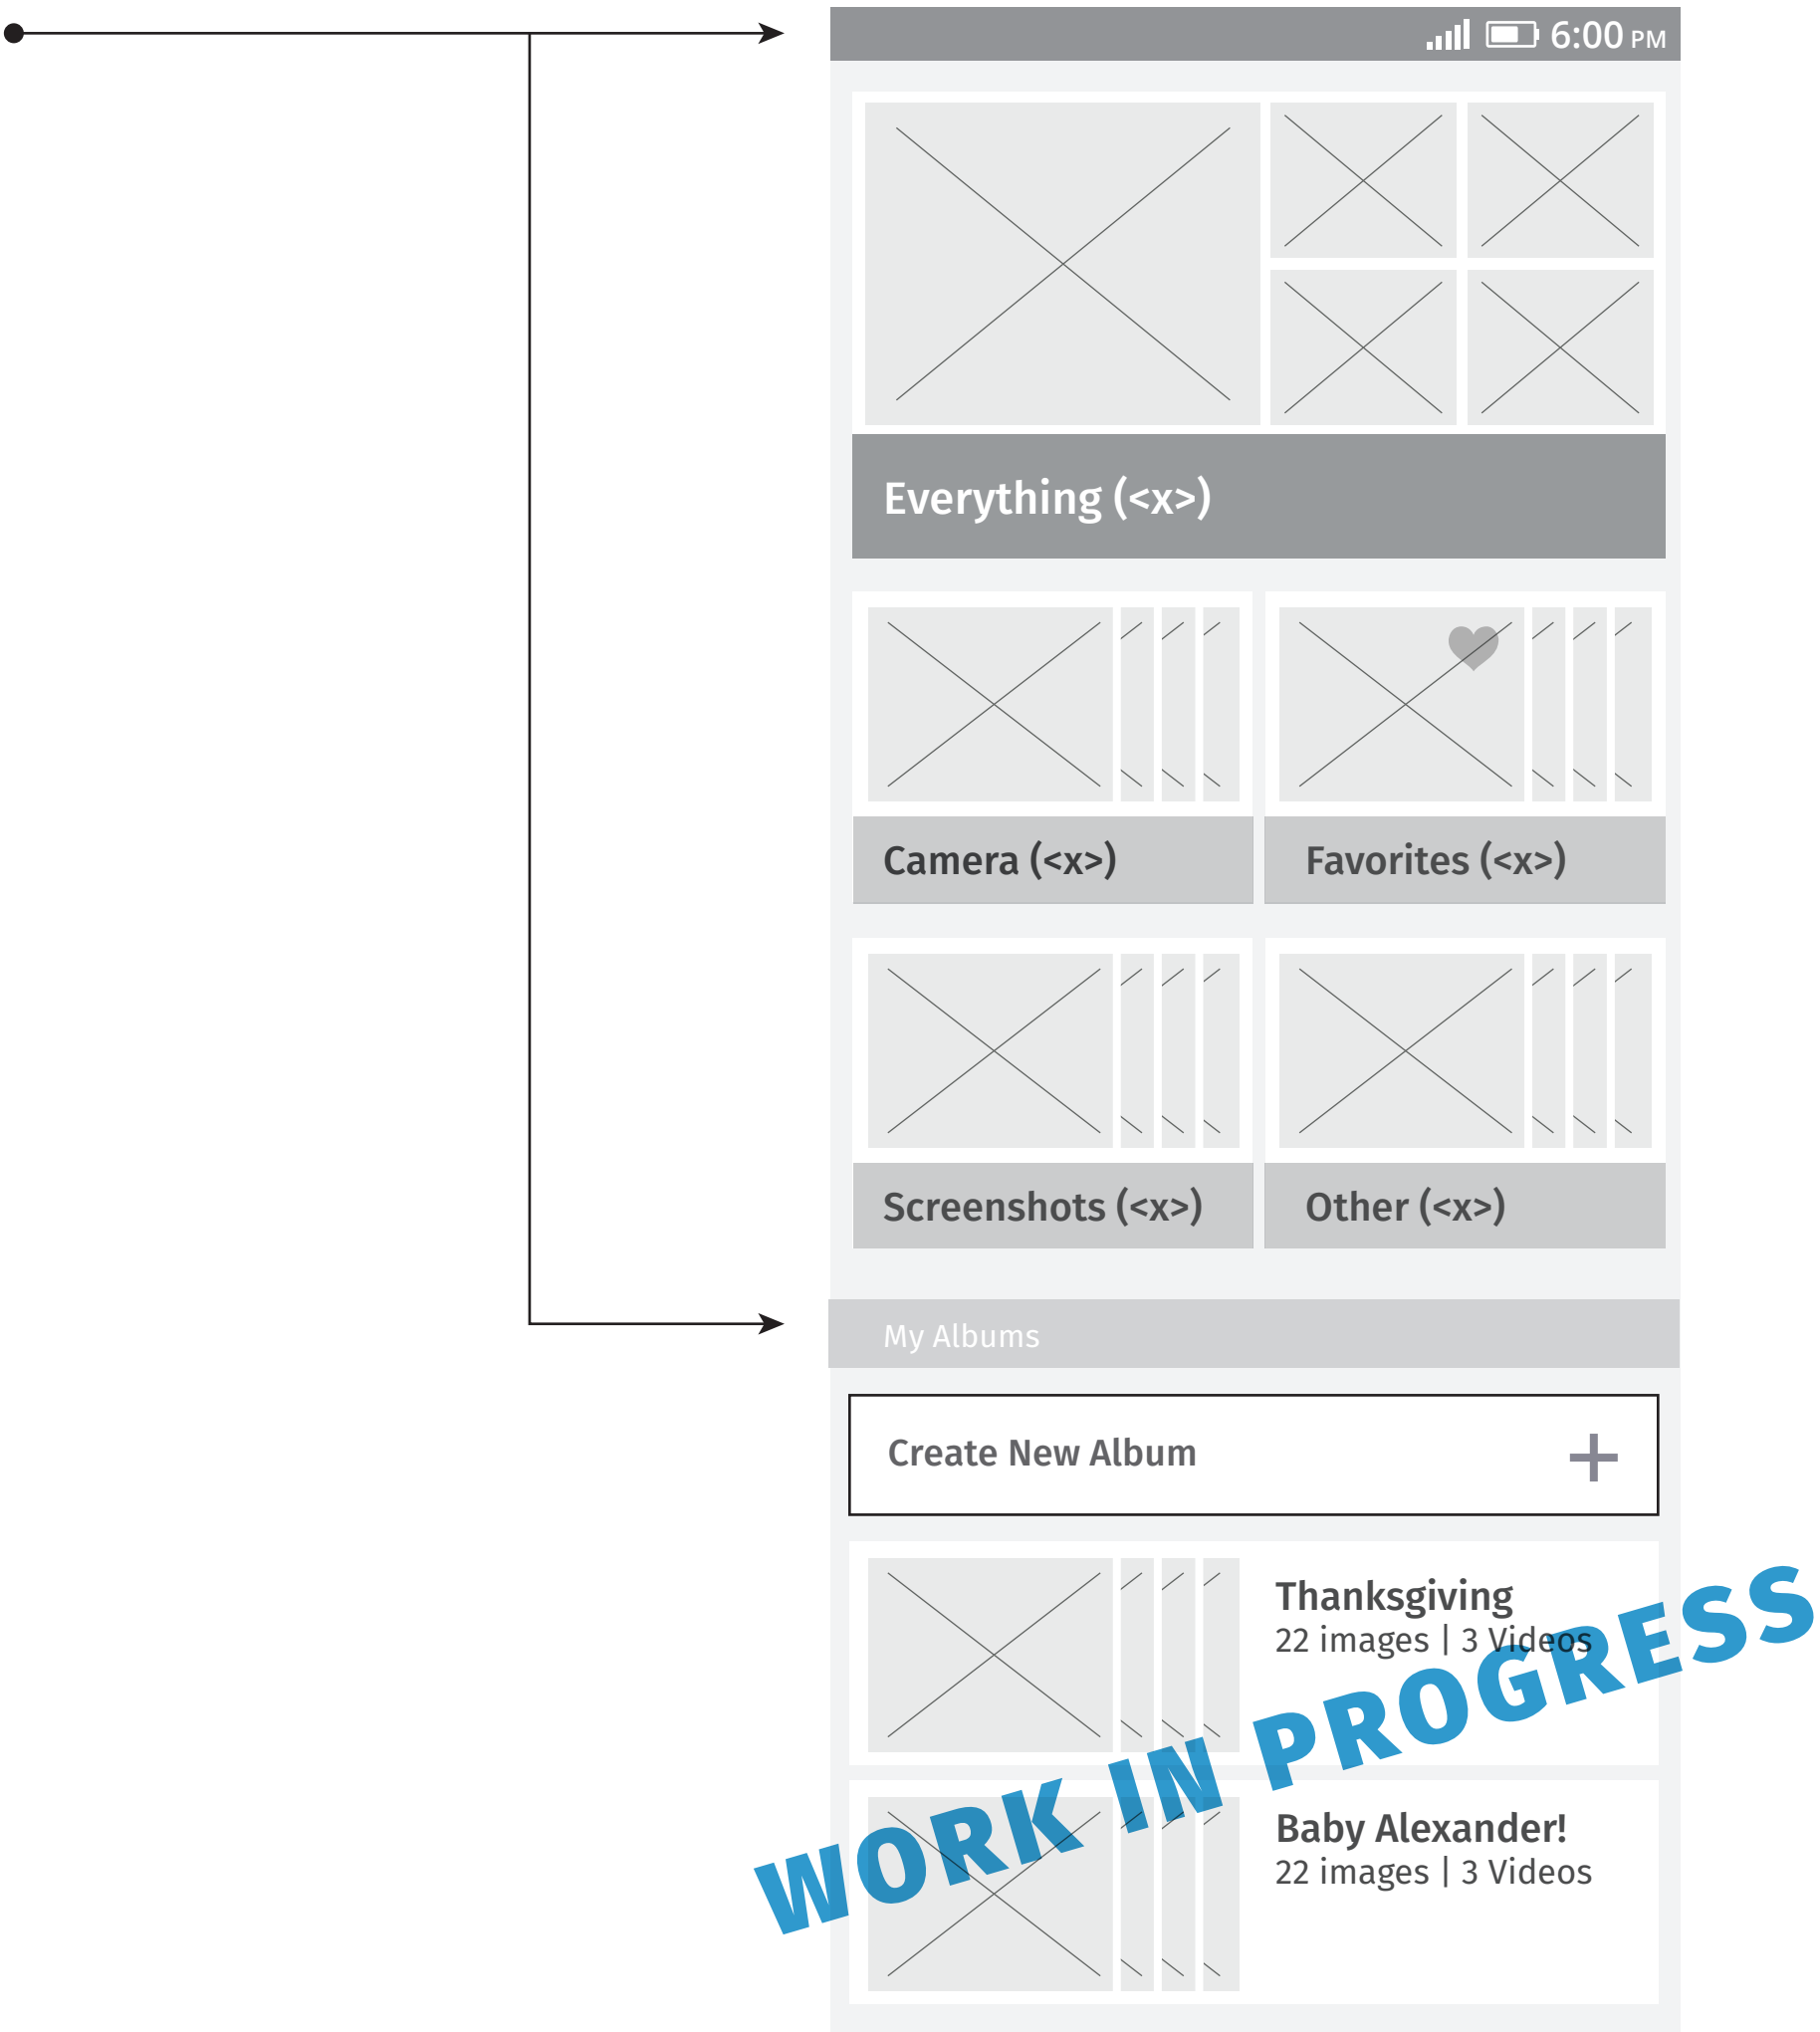 6:00 PM
Everything (<x>)
Camera (<x>)
Favorites (<x>)
Screenshots (<x>)
Other (<x>)
My Albums
Create New Album
Thanksgiving
22 images | 3 Videos
Baby Alexander!
22 images | 3 Videos
WORK IN PROGRESS